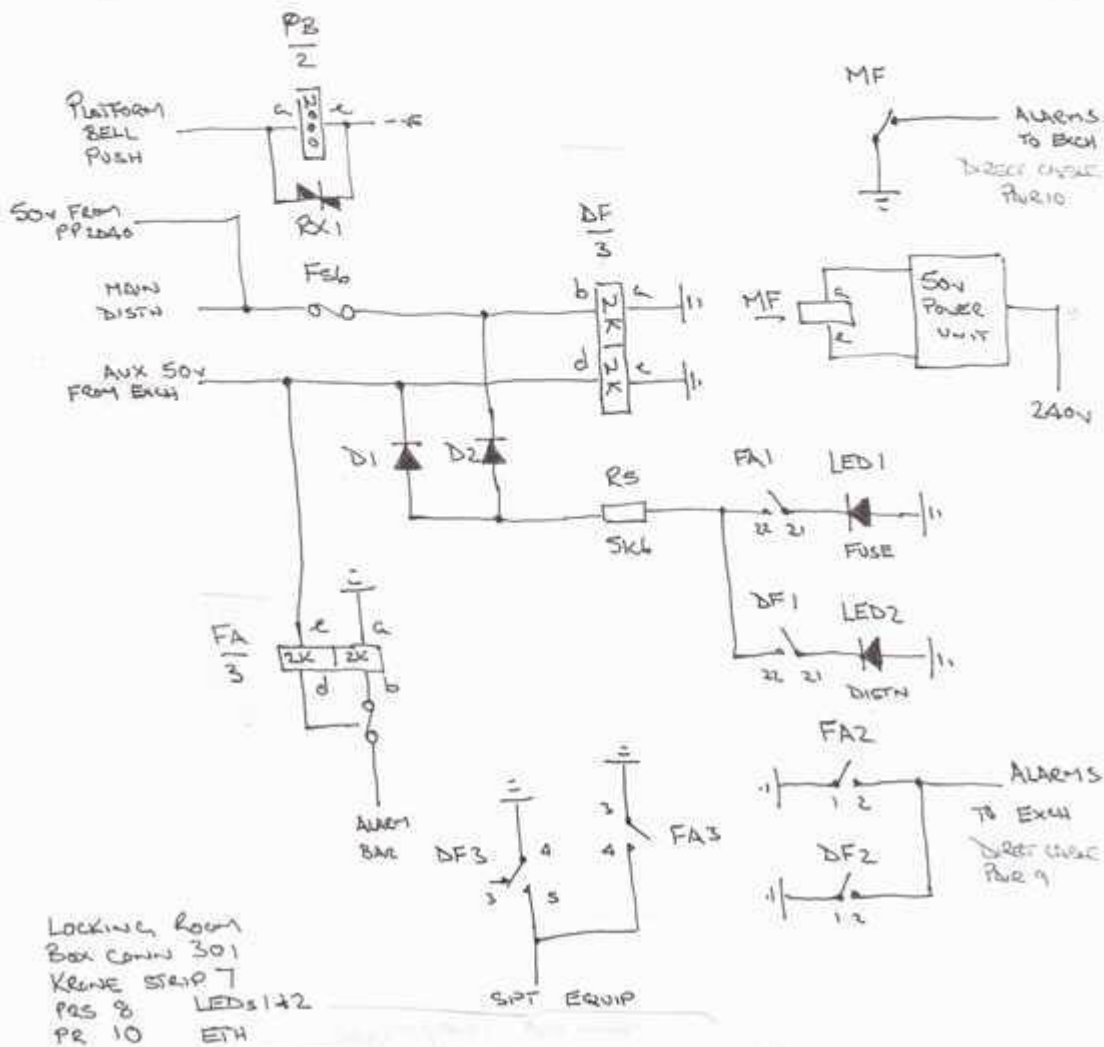 PB
2
PLATFORM
BELL
PUSH
a
2000
e
RX1
MF
ALARMS
TO EXCH
DIRECT CABLE
PAIR 10
50V FROM
PP2040
MAIN
DISTN
FS6
DF
3
b
2K
a
d
2K
e
AUX 50V
FROM EXCH
MF
a
e
50V
POWER
UNIT
240V
D1
D2
R5
5K6
FA1
22 21
LED1
FUSE
DF1
22 21
LED2
DISTN
FA
3
e
a
2K
2K
d
b
ALARM
BAR
DF3
4
3
5
3
4
FA3
SPT EQUIP
FA2
1 2
ALARMS
TO EXCH
DIRECT CABLE
PAIR 9
DF2
1 2
LOCKING ROOM
BOX CONN 301
KRONE STRIP 7
PRS 8 LEDS 1+2
PR 10 ETH